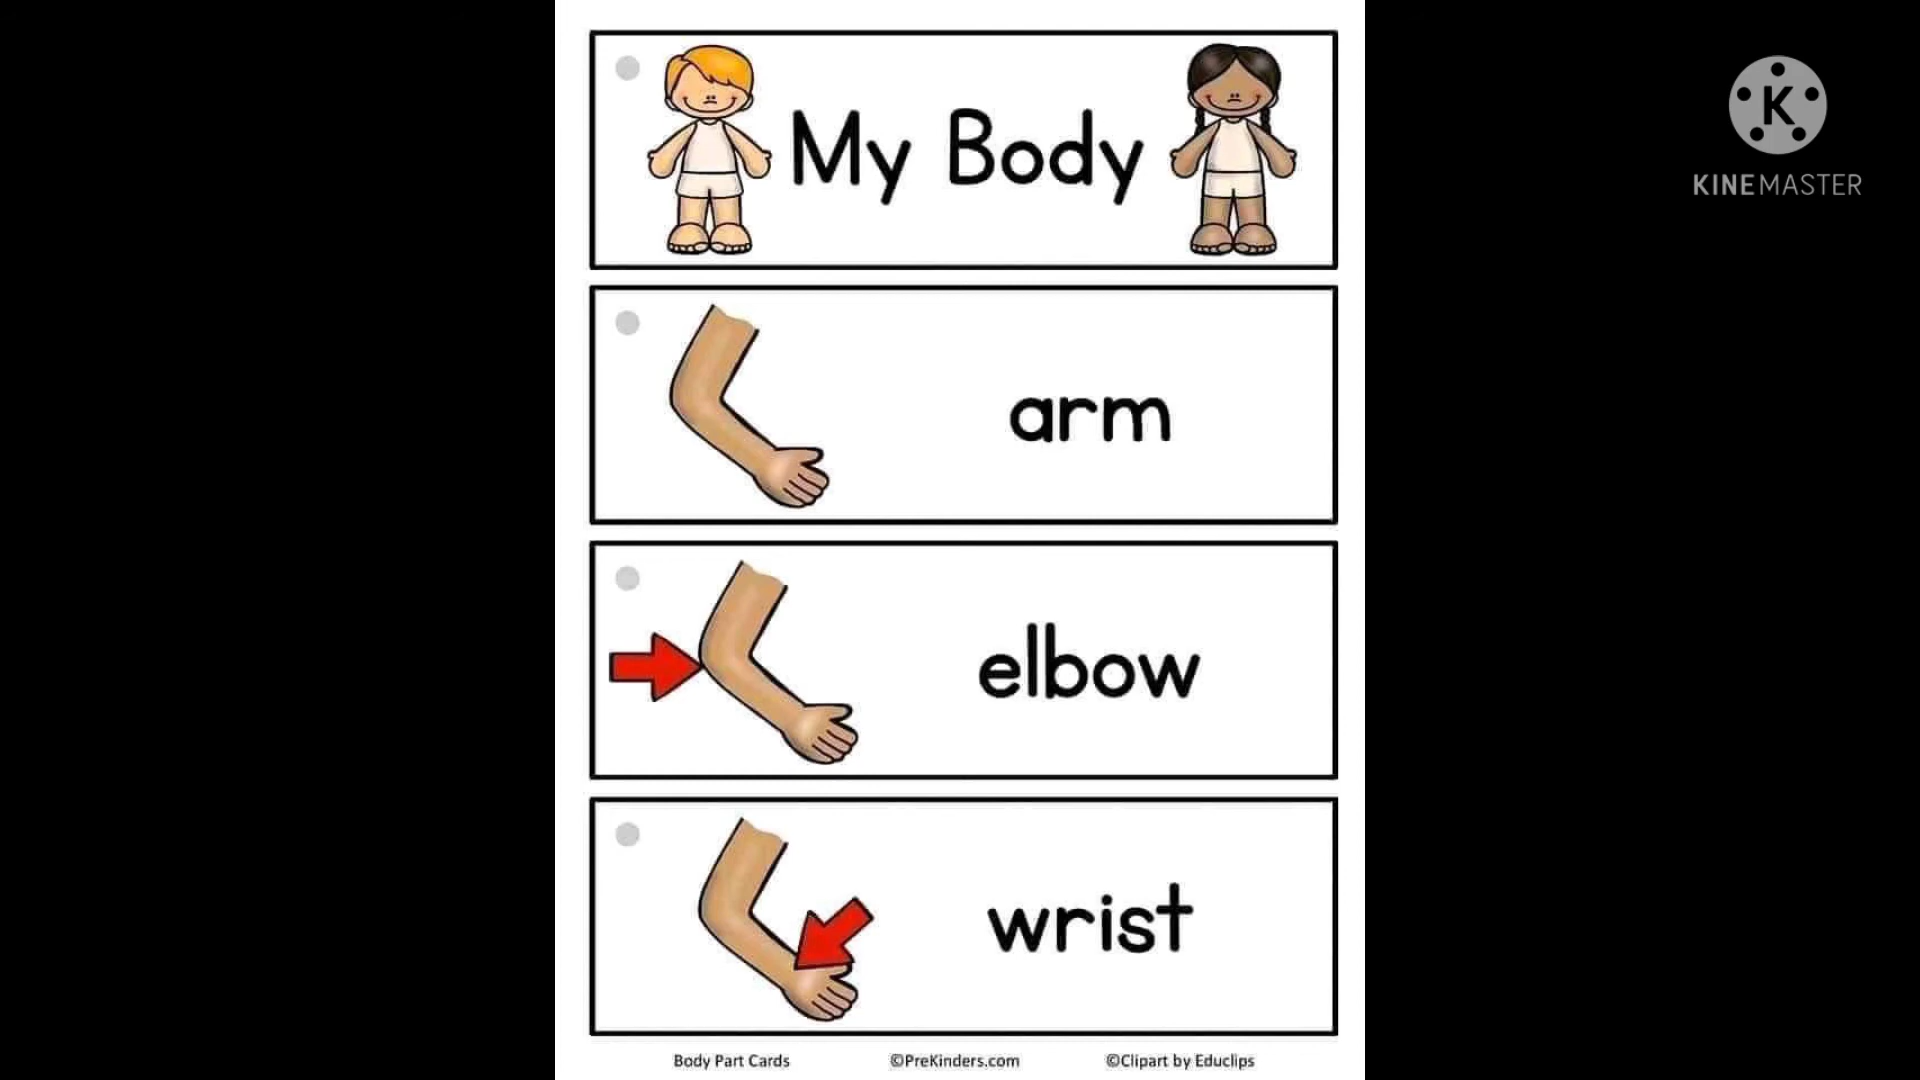 My Body
K
KINEMASTER
arm
elbow
wrist
Body Part Cards ©PreKinders.com ©Clipart by Educlips